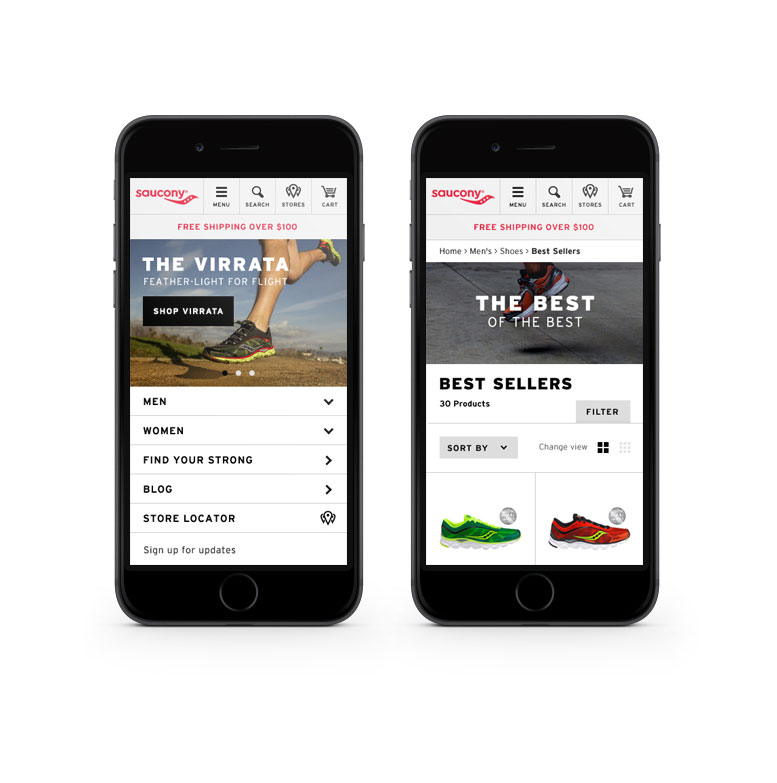 saucony®
MENU
SEARCH
STORES
CART
FREE SHIPPING OVER $100
THE VIRRATA
FEATHER-LIGHT FOR FLIGHT
SHOP VIRRATA
MEN
WOMEN
FIND YOUR STRONG
BLOG
STORE LOCATOR
Sign up for updates
saucony®
MENU
SEARCH
STORES
CART
FREE SHIPPING OVER $100
Home > Men's > Shoes > Best Sellers
THE BEST
OF THE BEST
BEST SELLERS
30 Products
FILTER
SORT BY
Change view